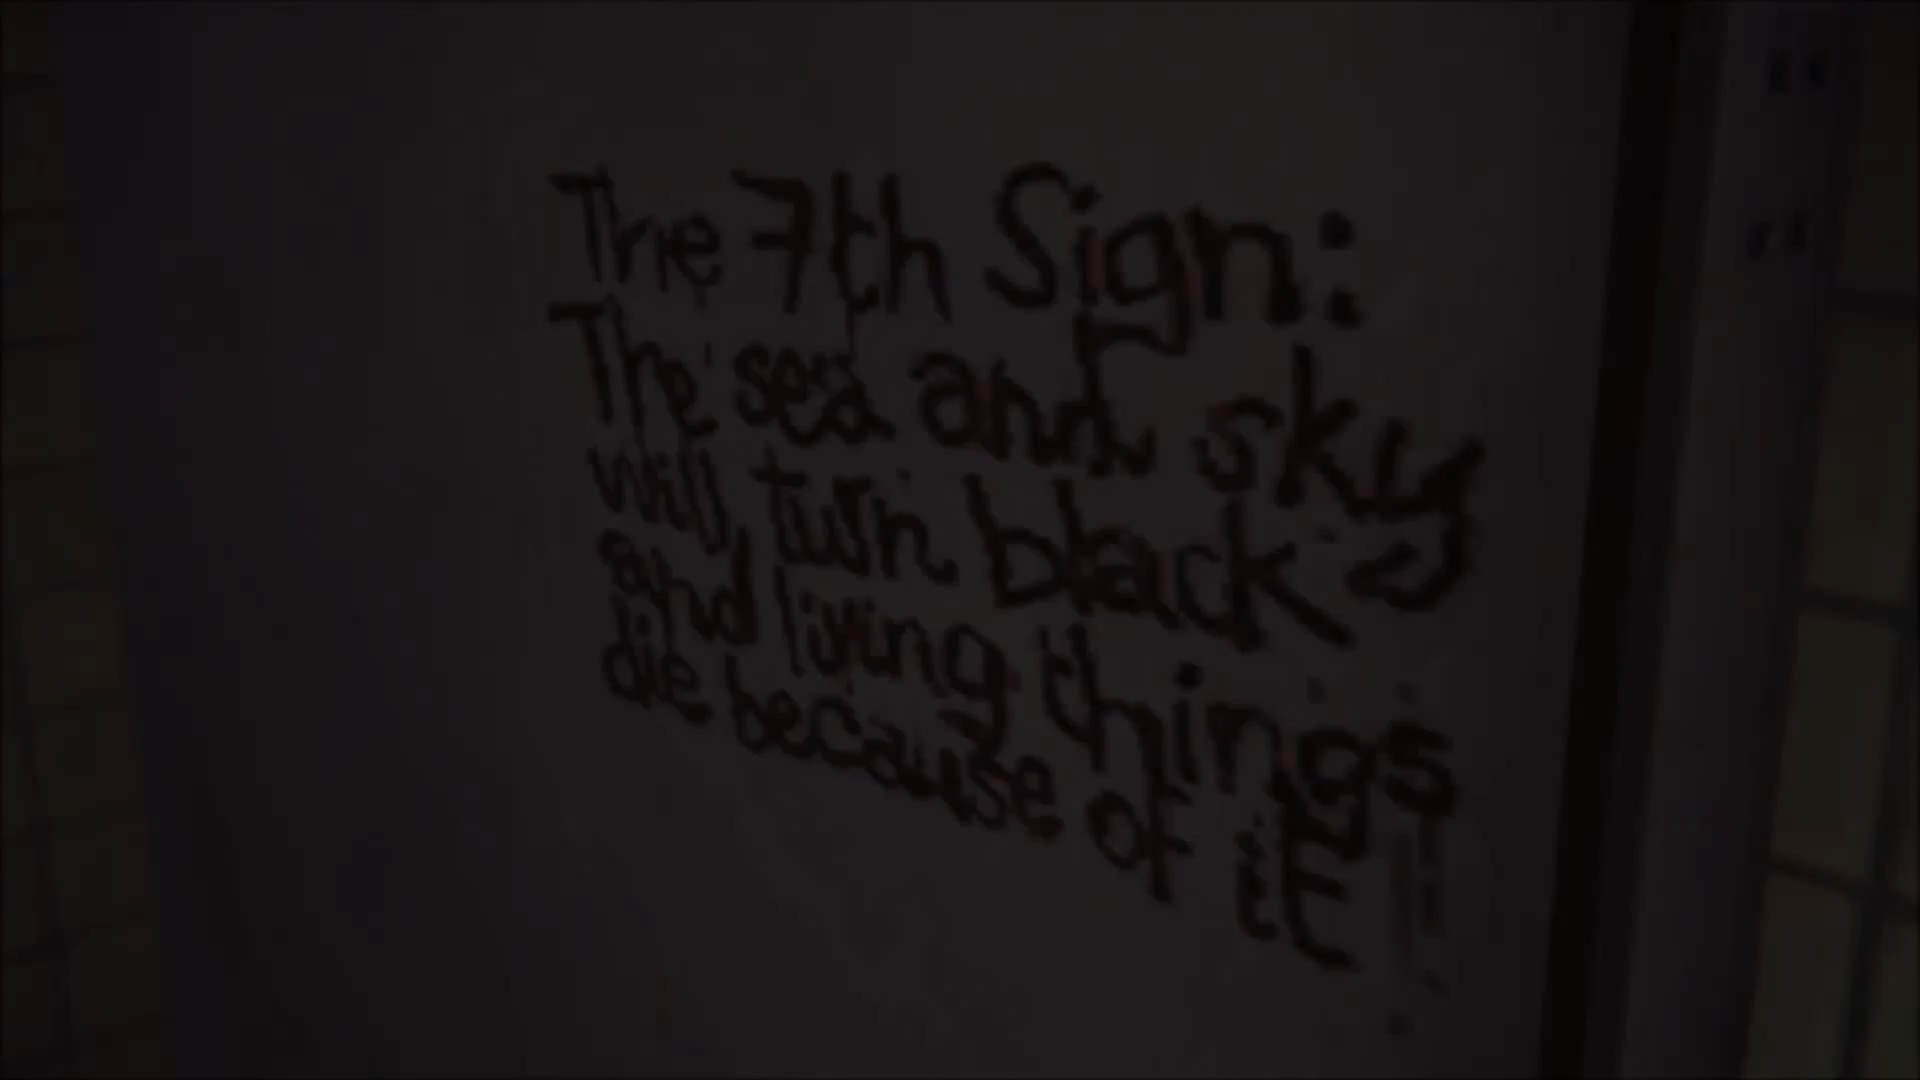 The 7th Sign:
The sea and sky
will turn black
and living things
die because of it